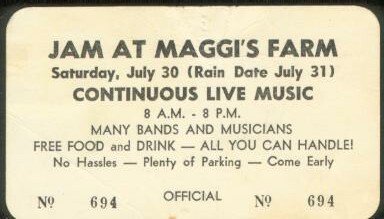 JAM AT MAGGI'S FARM
Saturday, July 30 (Rain Date July 31)
CONTINUOUS LIVE MUSIC
8 A.M. - 8 P.M.
MANY BANDS AND MUSICIANS
FREE FOOD and DRINK — ALL YOU CAN HANDLE!
No Hassles — Plenty of Parking — Come Early
Nº 694 OFFICIAL Nº 694